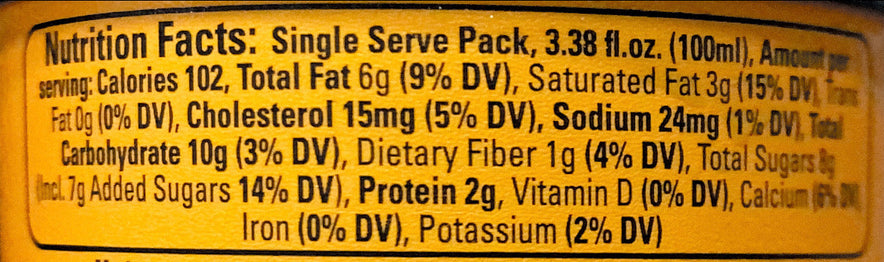 Nutrition Facts: Single Serve Pack, 3.38 fl.oz. (100ml), Amount per
serving: Calories 102, Total Fat 6g (9% DV), Saturated Fat 3g (15% DV), Trans
Fat 0g (0% DV), Cholesterol 15mg (5% DV), Sodium 24mg (1% DV), Total
Carbohydrate 10g (3% DV), Dietary Fiber 1g (4% DV), Total Sugars 8g
(Incl. 7g Added Sugars 14% DV), Protein 2g, Vitamin D (0% DV), Calcium (6% DV)
Iron (0% DV), Potassium (2% DV)